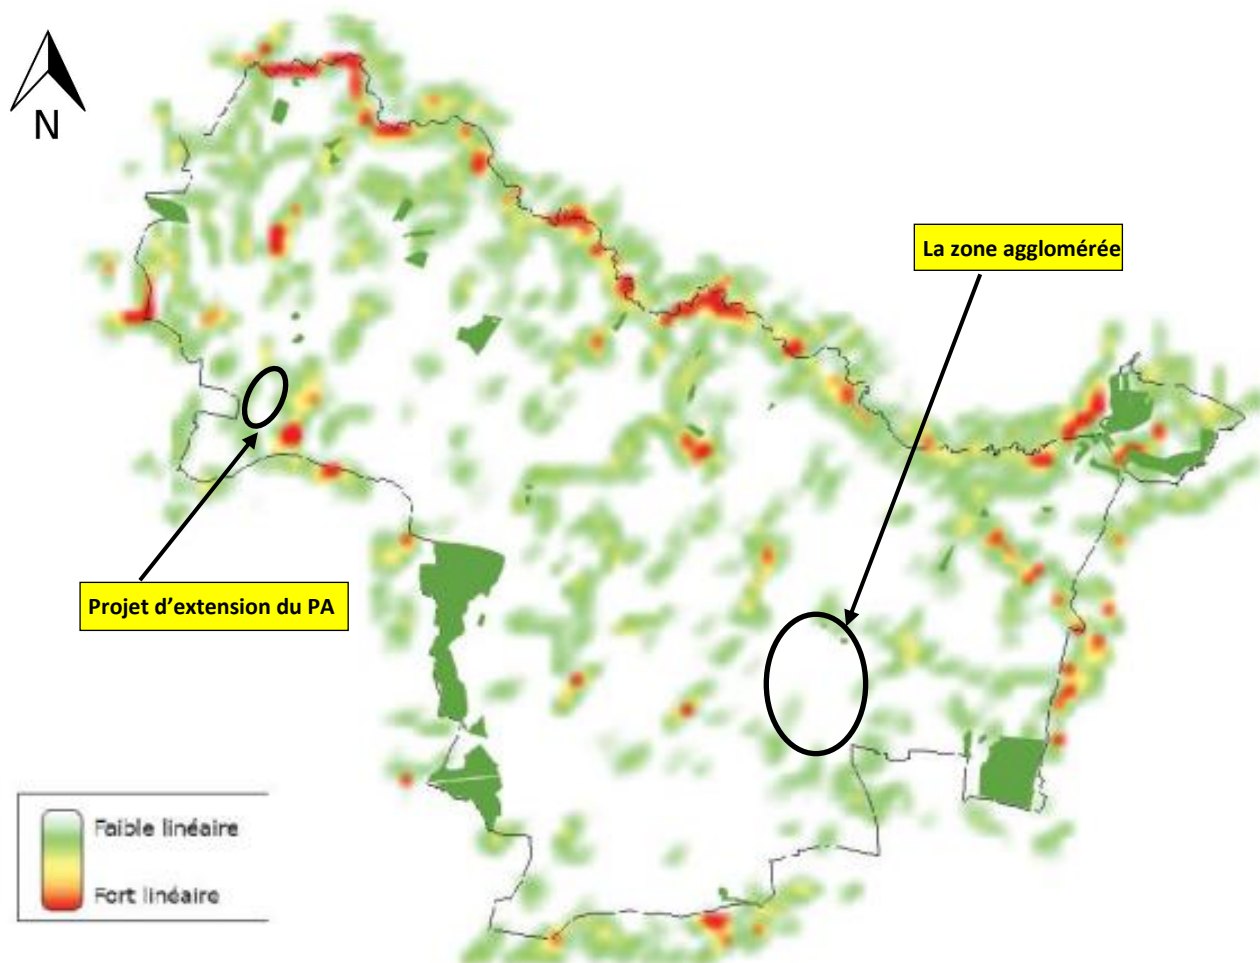 N
La zone agglomérée
Projet d'extension du PA
Faible linéaire
Fort linéaire